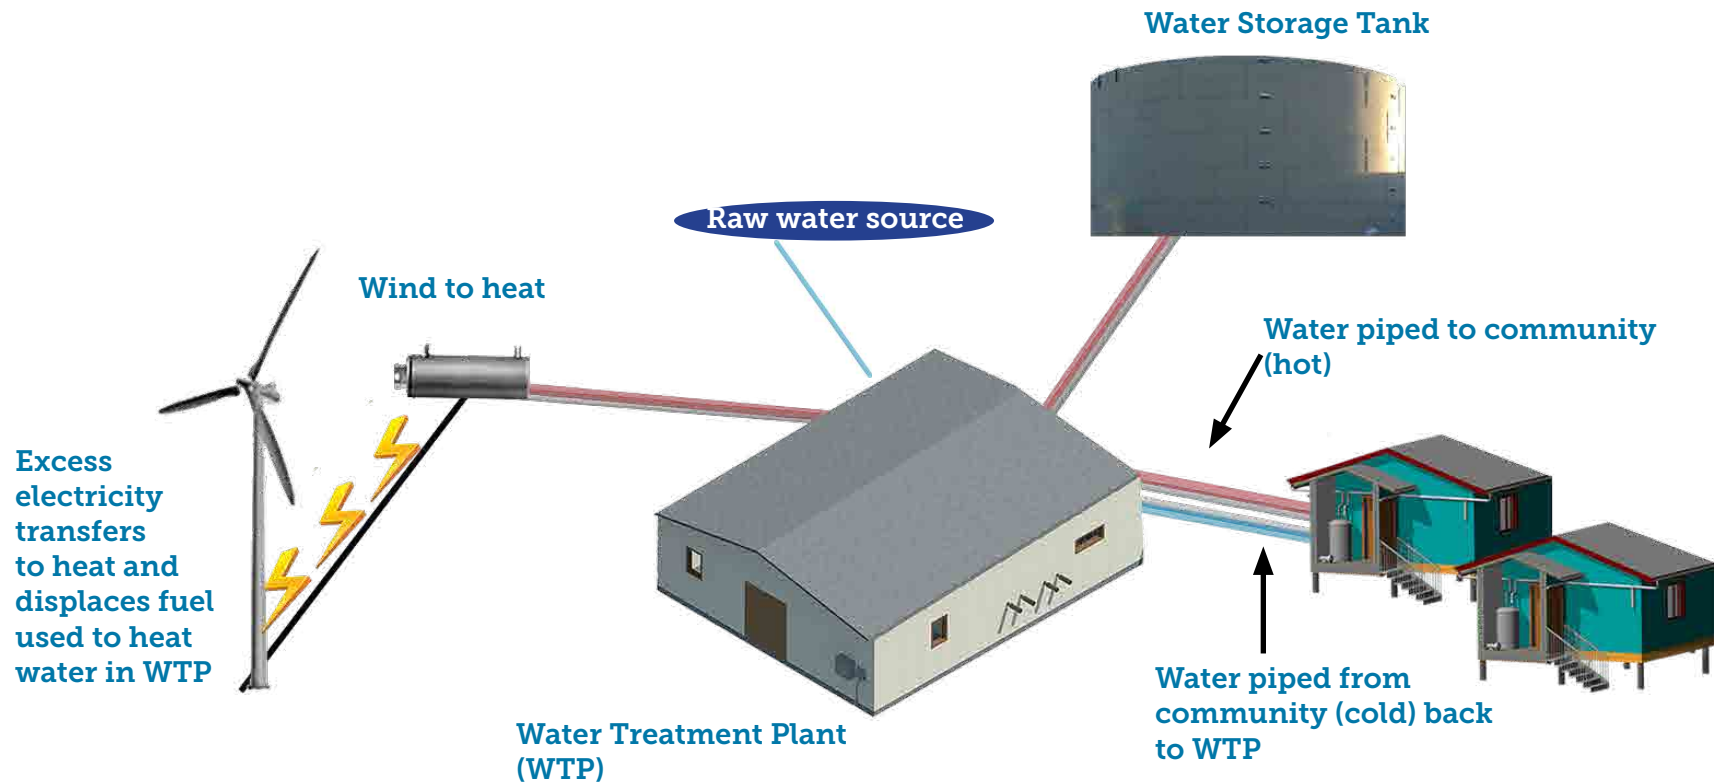 Water Storage Tank
Raw water source
Wind to heat
Water piped to community
(hot)
Excess
electricity
transfers
to heat and
displaces fuel
used to heat
water in WTP
Water piped from
community (cold) back
to WTP
Water Treatment Plant
(WTP)